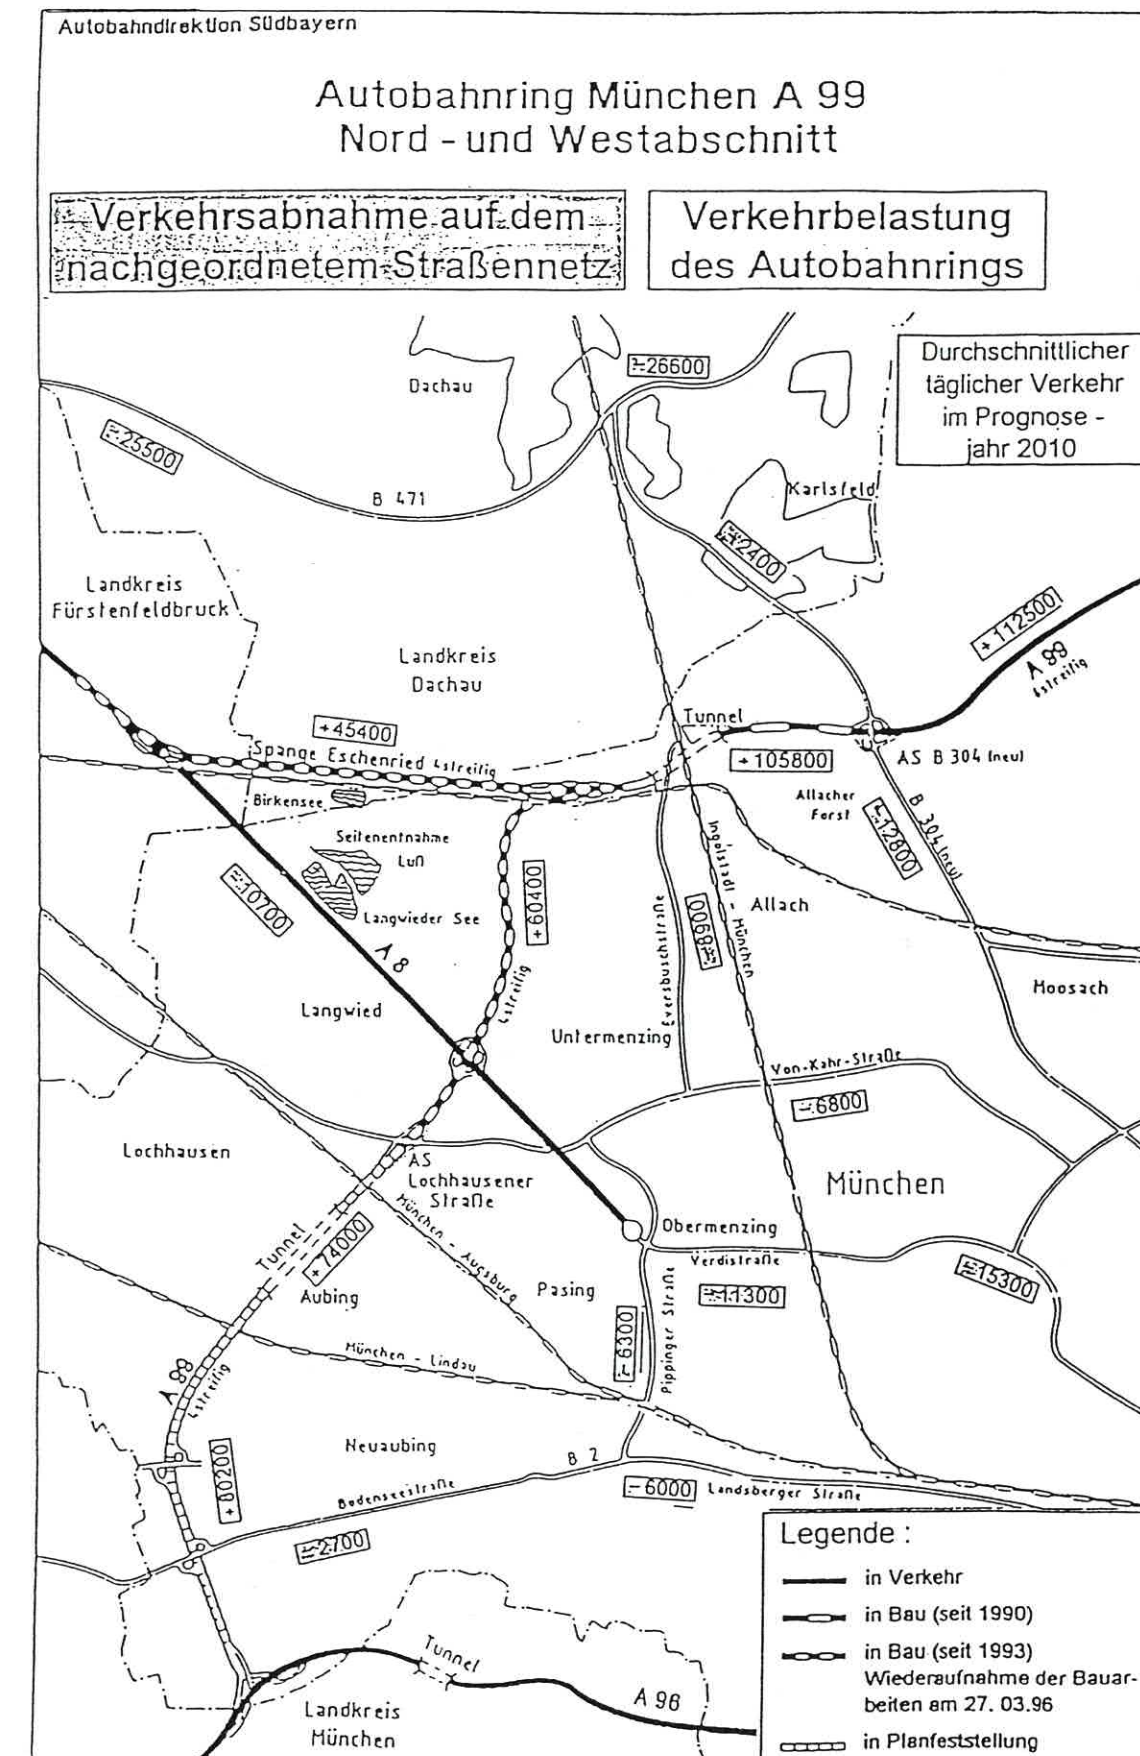 Autobahndirektion Südbayern
Autobahnring München A 99
Nord - und Westabschnitt
Verkehrsabnahme auf dem
nachgeordnetem Straßennetz
Verkehrbelastung
des Autobahnrings
Durchschnittlicher
täglicher Verkehr
im Prognose -
jahr 2010
Dachau
-26600
-25500
B 471
Karlsfeld
-2400
Landkreis
Fürstenfeldbruck
Landkreis
Dachau
+112500
A 99
6streifig
+45400
Spange Eschenried 4streifig
Tunnel
+105800
AS B 304 (neu)
Birkensee
Allacher
Forst
-12800
B 304 (neu)
Seitenentnahme
Luß
Langwieder See
-10700
+60400
A 8
4streifig
Eversbuschstraße
Ingolstadt - München
Allach
Moosach
Langwied
Untermenzing
Von-Kahr-Straße
-6800
Lochhausen
AS
Lochhausener
Straße
München
Tunnel
+74000
München - Augsburg
Obermenzing
Verdistraße
-15300
Aubing
Pasing
-11300
-6300
Pippinger Straße
München - Lindau
A 99
4streifig
+80200
Neuaubing
B 2
Bodenseestraße
-6000
Landsberger Straße
-2700
Tunnel
A 96
Landkreis
München
Legende :
in Verkehr
in Bau (seit 1990)
in Bau (seit 1993)
Wiederaufnahme der Bauar-
beiten am 27. 03.96
in Planfeststellung